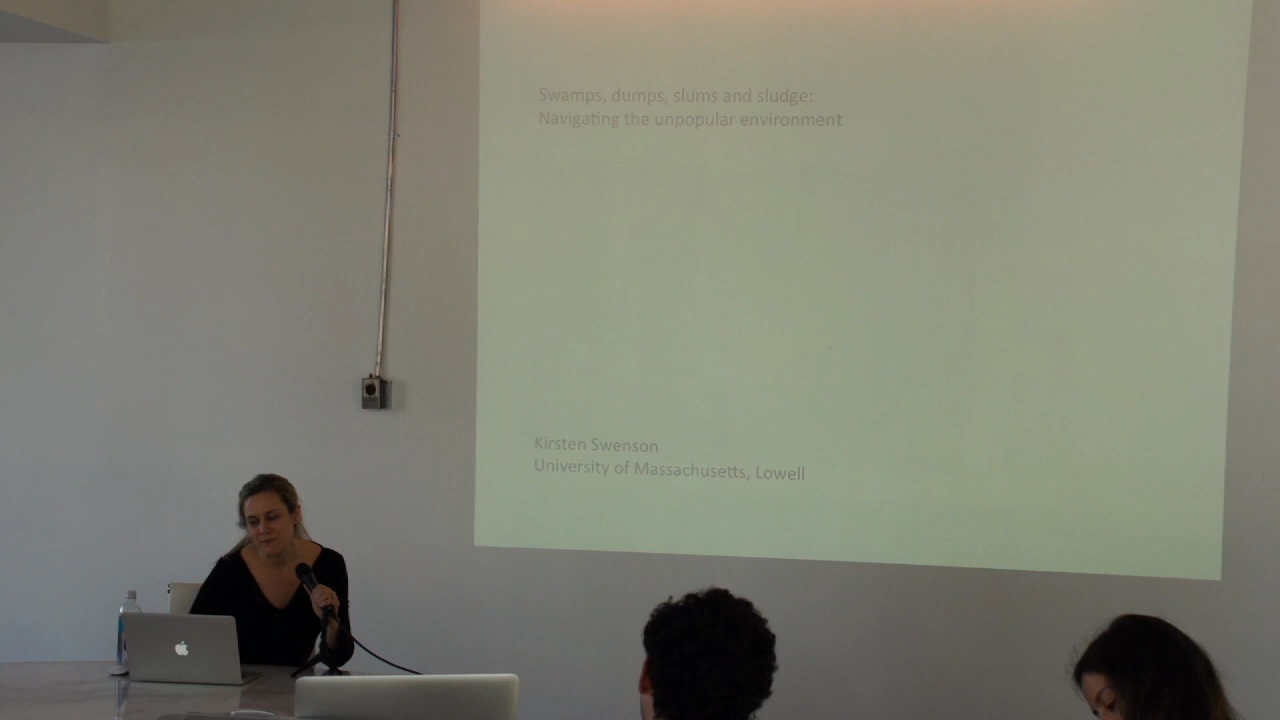 Swamps, dumps, slums and sludge:
Navigating the unpopular environment
Kirsten Swenson
University of Massachusetts, Lowell